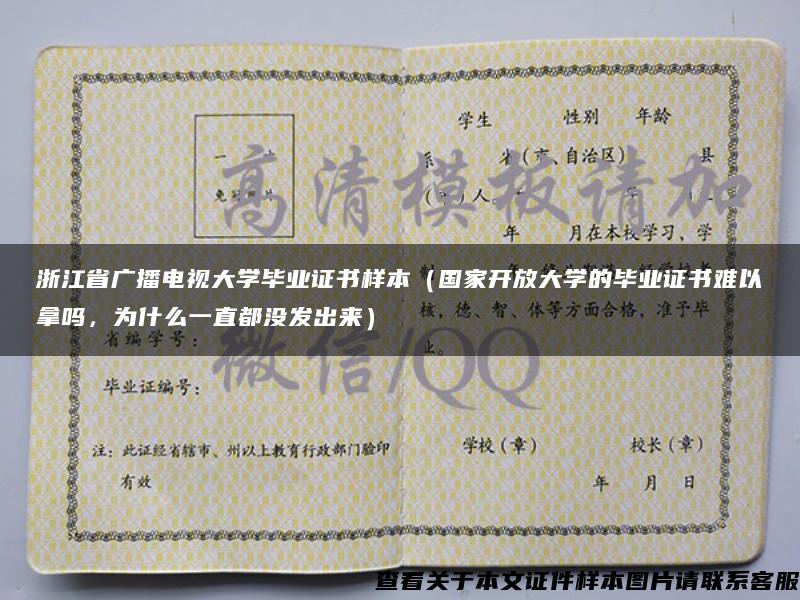 学生 性别 年龄
一寸
省（市、自治区） 县
免冠照片
高清模板请加
年 月在本校学习，学
浙江省广播电视大学毕业证书样本（国家开放大学的毕业证书难以
拿吗，为什么一直都没发出来）
核，德、智、体等方面合格，准予毕
省编学号：
业。
微信/QQ
毕业证编号：
注：此证经省辖市、州以上教育行政部门验印
有效
学校（章） 校长（章）
年 月 日
查看关于本文证件样本图片请联系客服